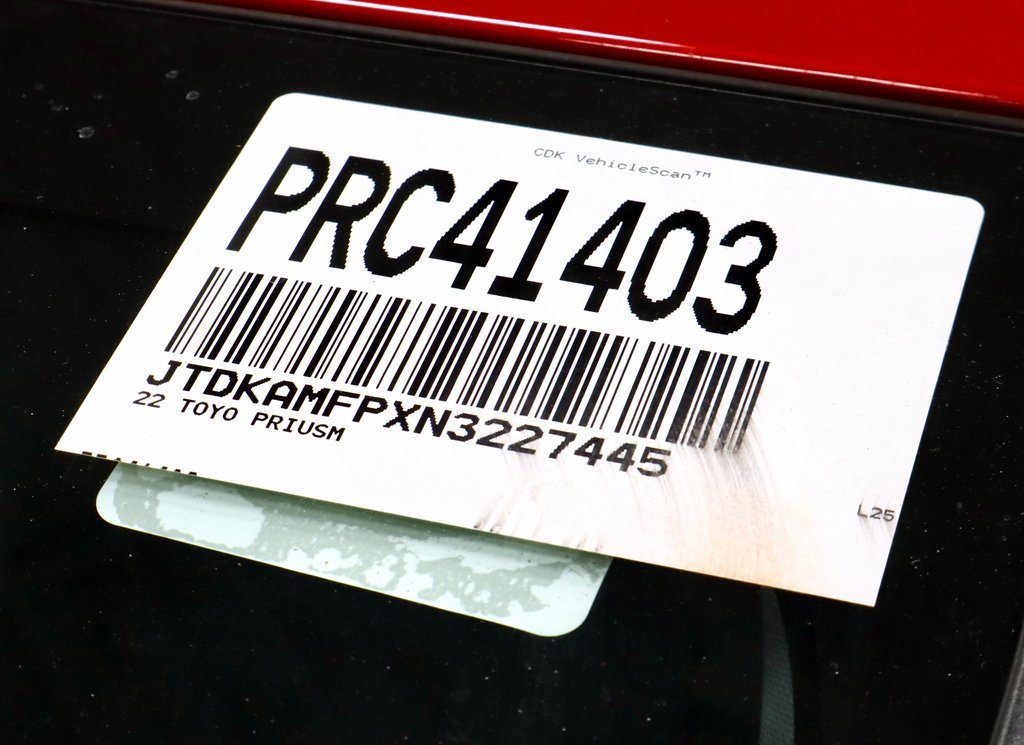 CDK VehicleScan™
PRC41403
JTDKAMFPXN3227445
22 TOYO PRIUSM
L25